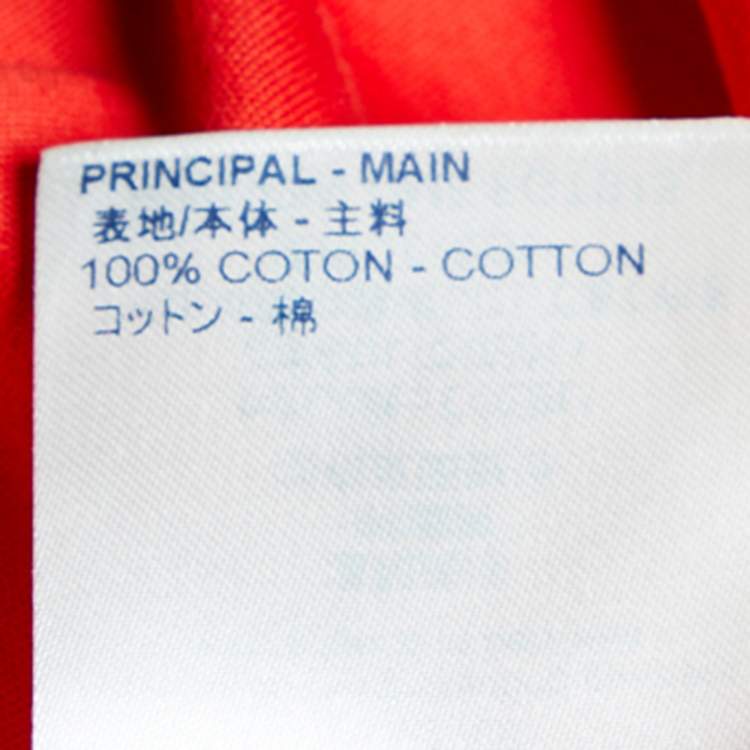 PRINCIPAL - MAIN
表地/本体 - 主料
100% COTON - COTTON
コットン - 棉